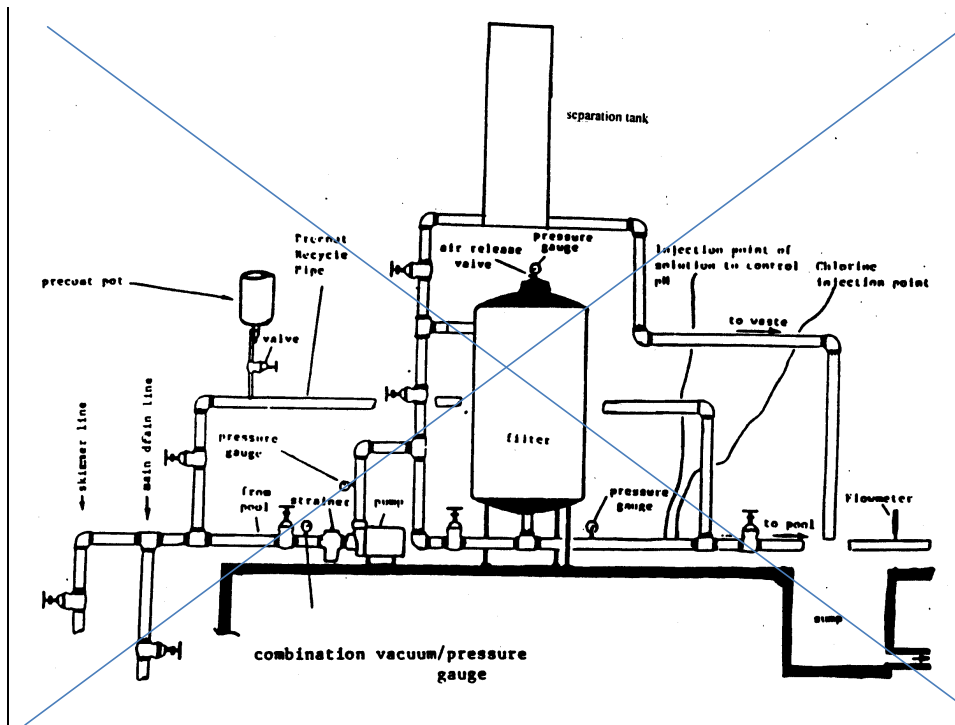 separation tank
pressure
gauge
air release
valve
Precoat
Recycle
Pipe
Injection point of
solution to control
pH
Chlorine
injection point
precoat pot
valve
to waste
skimmer line
main drain line
pressure
gauge
filter
from
pool
strainer
pump
pressure
gauge
Flowmeter
to pool
sump
combination vacuum/pressure
gauge